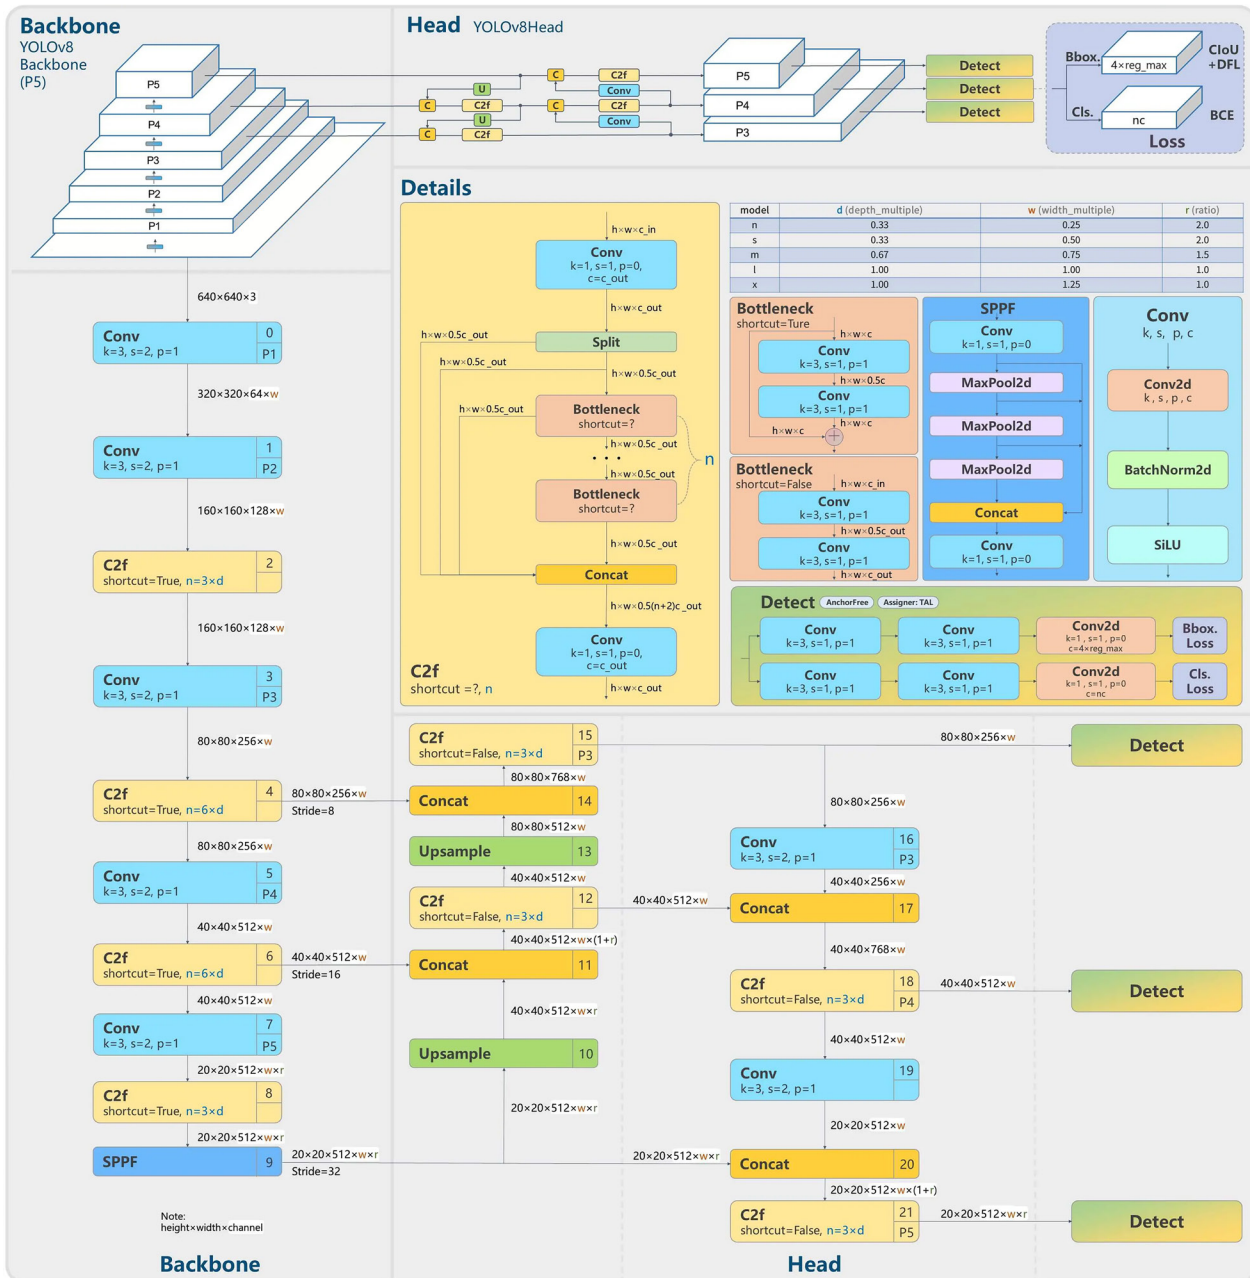 Backbone
YOLOv8
Backbone
(P5)
P5
P4
P3
P2
P1
Head YOLOv8Head
C
C2f
U
Conv
C
C2f
C
C2f
U
Conv
C
C2f
P5
P4
P3
Detect
Detect
Detect
Bbox.
4×reg_max
CIoU
+DFL
Cls.
nc
BCE
Loss
640×640×3
Conv
k=3, s=2, p=1
0
P1
320×320×64×w
Conv
k=3, s=2, p=1
1
P2
160×160×128×w
C2f
shortcut=True, n=3×d
2
160×160×128×w
Conv
k=3, s=2, p=1
3
P3
80×80×256×w
C2f
shortcut=True, n=6×d
4
80×80×256×w
Stride=8
80×80×256×w
Conv
k=3, s=2, p=1
5
P4
40×40×512×w
C2f
shortcut=True, n=6×d
6
40×40×512×w
Stride=16
40×40×512×w
Conv
k=3, s=2, p=1
7
P5
20×20×512×w×r
C2f
shortcut=True, n=3×d
8
20×20×512×w×r
SPPF
9
20×20×512×w×r
Stride=32
Note:
height×width×channel
Backbone
Details
h×w×c_in
Conv
k=1, s=1, p=0,
c=c_out
h×w×c_out
h×w×0.5c_out
Split
h×w×0.5c_out
h×w×0.5c_out
h×w×0.5c_out
Bottleneck
shortcut=?
h×w×0.5c_out
• • •
n
h×w×0.5c_out
Bottleneck
shortcut=?
h×w×0.5c_out
Concat
h×w×0.5(n+2)c_out
Conv
k=1, s=1, p=0,
c=c_out
C2f
shortcut =?, n
h×w×c_out
model d (depth_multiple) w (width_multiple) r (ratio)
n 0.33 0.25 2.0
s 0.33 0.50 2.0
m 0.67 0.75 1.5
l 1.00 1.00 1.0
x 1.00 1.25 1.0
Bottleneck
shortcut=Ture
h×w×c
Conv
k=3, s=1, p=1
h×w×0.5c
Conv
k=3, s=1, p=1
h×w×c
h×w×c
+
Bottleneck
shortcut=False
h×w×c_in
Conv
k=3, s=1, p=1
h×w×0.5c_out
Conv
k=3, s=1, p=1
h×w×c_out
SPPF
Conv
k=1, s=1, p=0
MaxPool2d
MaxPool2d
MaxPool2d
Concat
Conv
k=1, s=1, p=0
Conv
k, s, p, c
Conv2d
k, s, p, c
BatchNorm2d
SiLU
Detect AnchorFree Assigner: TAL
Conv
k=3, s=1, p=1
Conv
k=3, s=1, p=1
Conv2d
k=1, s=1, p=0
c=4×reg_max
Bbox.
Loss
Conv
k=3, s=1, p=1
Conv
k=3, s=1, p=1
Conv2d
k=1, s=1, p=0
c=nc
Cls.
Loss
C2f
shortcut=False, n=3×d
15
P3
80×80×256×w
Detect
80×80×768×w
Concat
14
80×80×512×w
Upsample
13
40×40×512×w
C2f
shortcut=False, n=3×d
12
40×40×512×w
40×40×512×w×(1+r)
Concat
11
40×40×512×w×r
Upsample
10
20×20×512×w×r
20×20×512×w×r
80×80×256×w
Conv
k=3, s=2, p=1
16
P3
40×40×256×w
Concat
17
40×40×768×w
C2f
shortcut=False, n=3×d
18
P4
40×40×512×w
Detect
40×40×512×w
Conv
k=3, s=2, p=1
19
20×20×512×w
Concat
20
20×20×512×w×(1+r)
C2f
shortcut=False, n=3×d
21
P5
20×20×512×w×r
Detect
Head